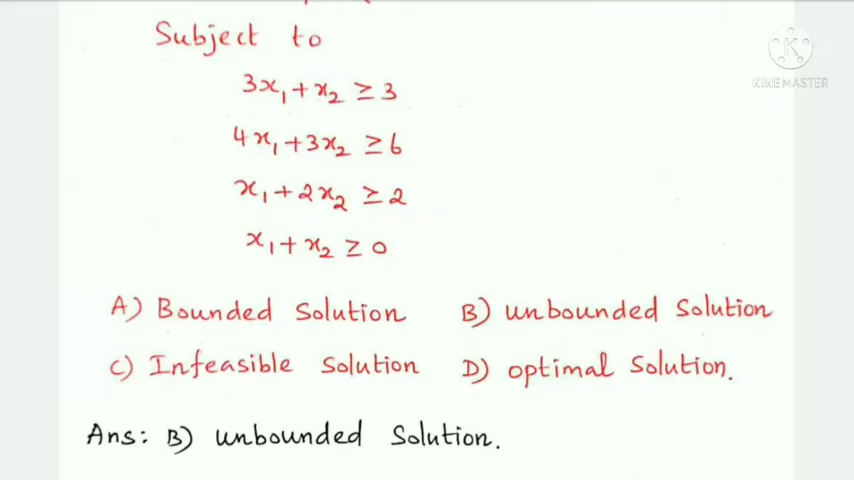 Subject to
K
KINEMASTER
3x₁ + x₂ ≥ 3
4x₁ + 3x₂ ≥ 6
x₁ + 2x₂ ≥ 2
x₁ + x₂ ≥ 0
A) Bounded Solution B) unbounded Solution
C) Infeasible Solution D) optimal Solution.
Ans: B) unbounded Solution.